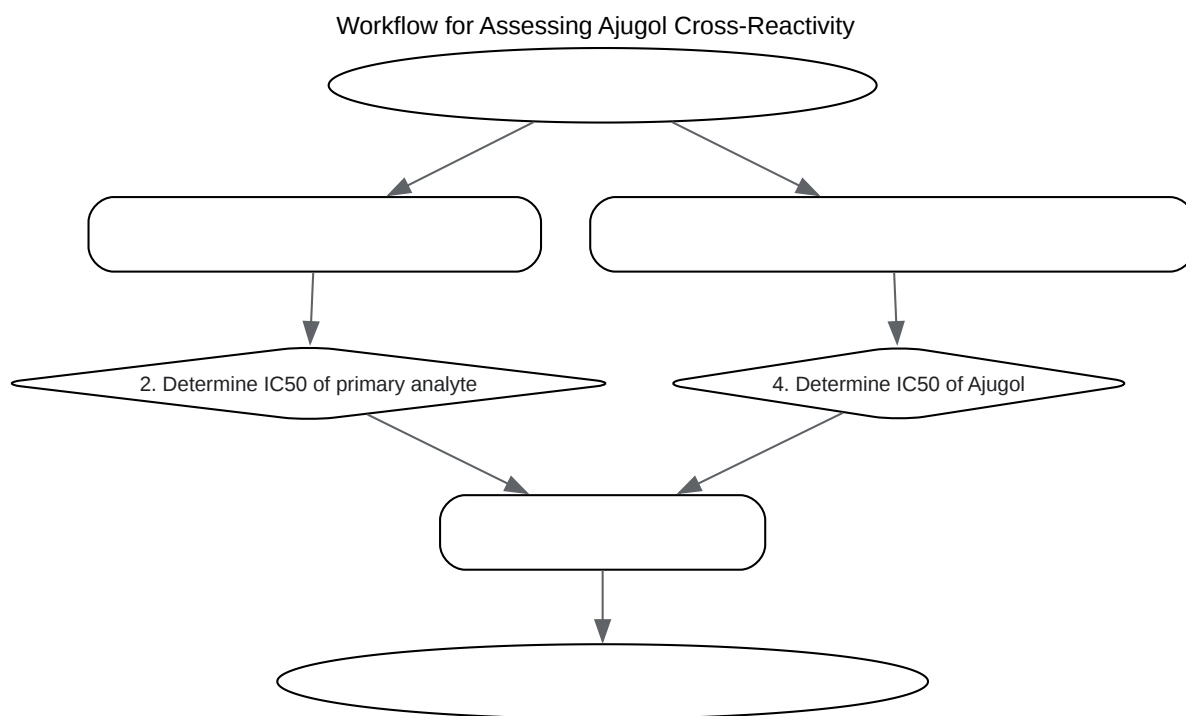 Workflow for Assessing Ajugol Cross-Reactivity
2. Determine IC50 of primary analyte
4. Determine IC50 of Ajugol